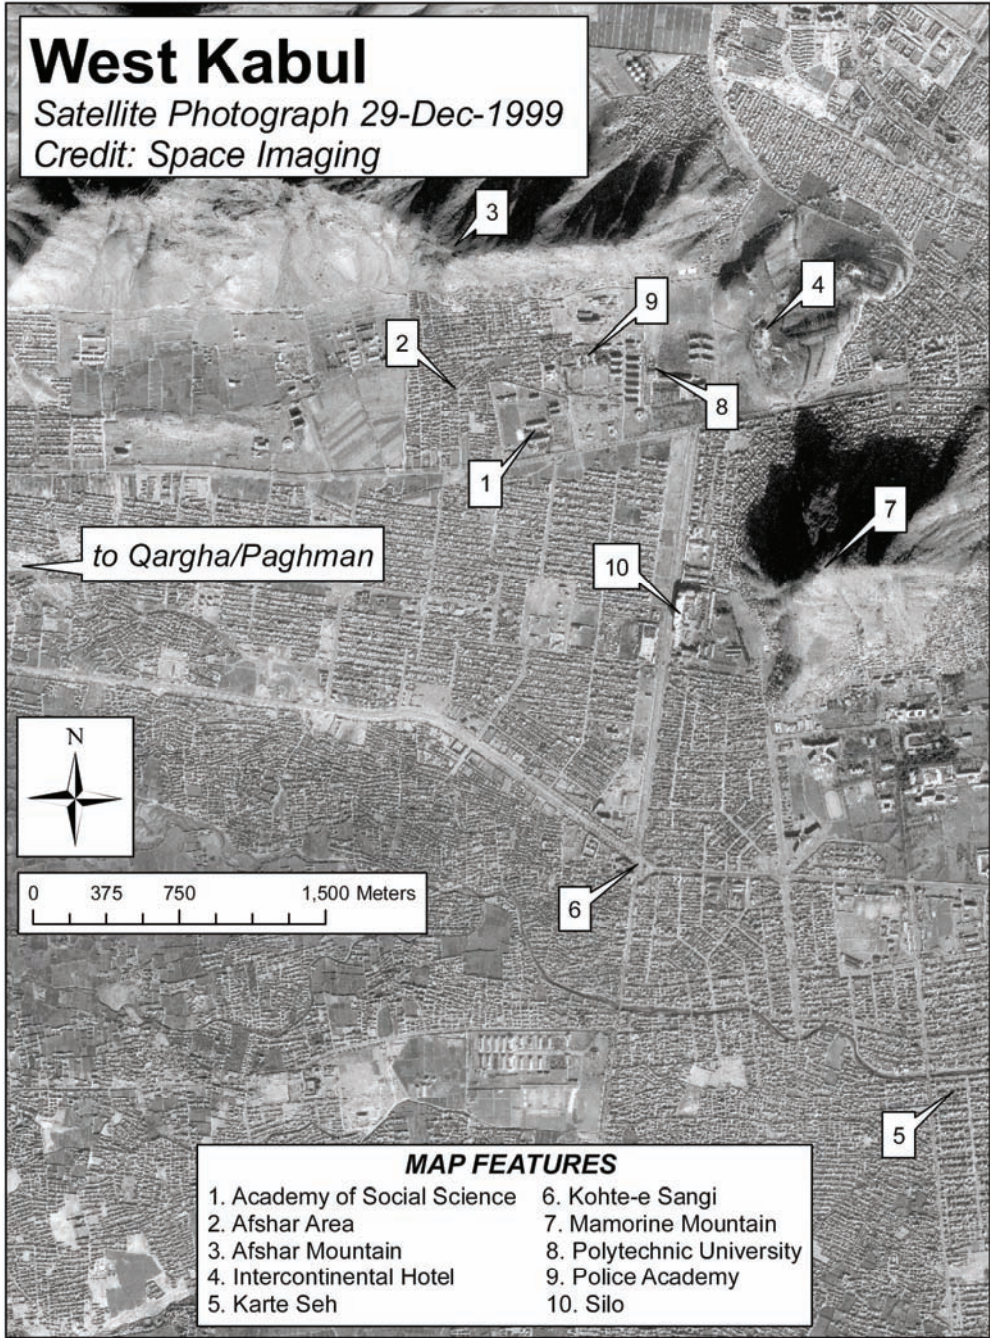 West Kabul
Satellite Photograph 29-Dec-1999
Credit: Space Imaging
3
4
9
2
8
1
7
to Qargha/Paghman
10
N
0 375 750 1,500 Meters
6
5
MAP FEATURES
1. Academy of Social Science
2. Afshar Area
3. Afshar Mountain
4. Intercontinental Hotel
5. Karte Seh
6. Kohte-e Sangi
7. Mamorine Mountain
8. Polytechnic University
9. Police Academy
10. Silo